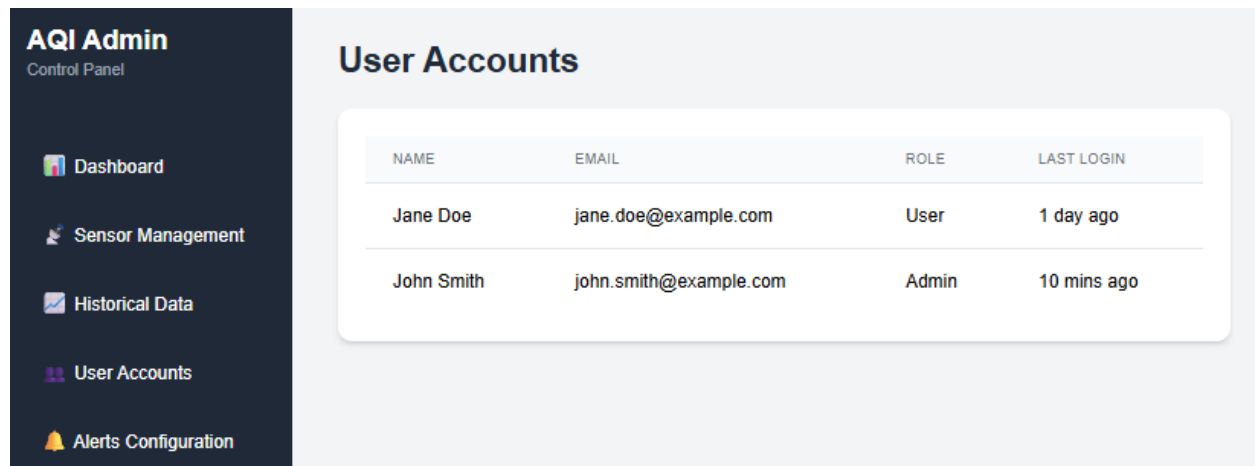 AQI Admin
Control Panel
Dashboard
Sensor Management
Historical Data
User Accounts
Alerts Configuration
User Accounts
NAME EMAIL ROLE LAST LOGIN
Jane Doe jane.doe@example.com User 1 day ago
John Smith john.smith@example.com Admin 10 mins ago